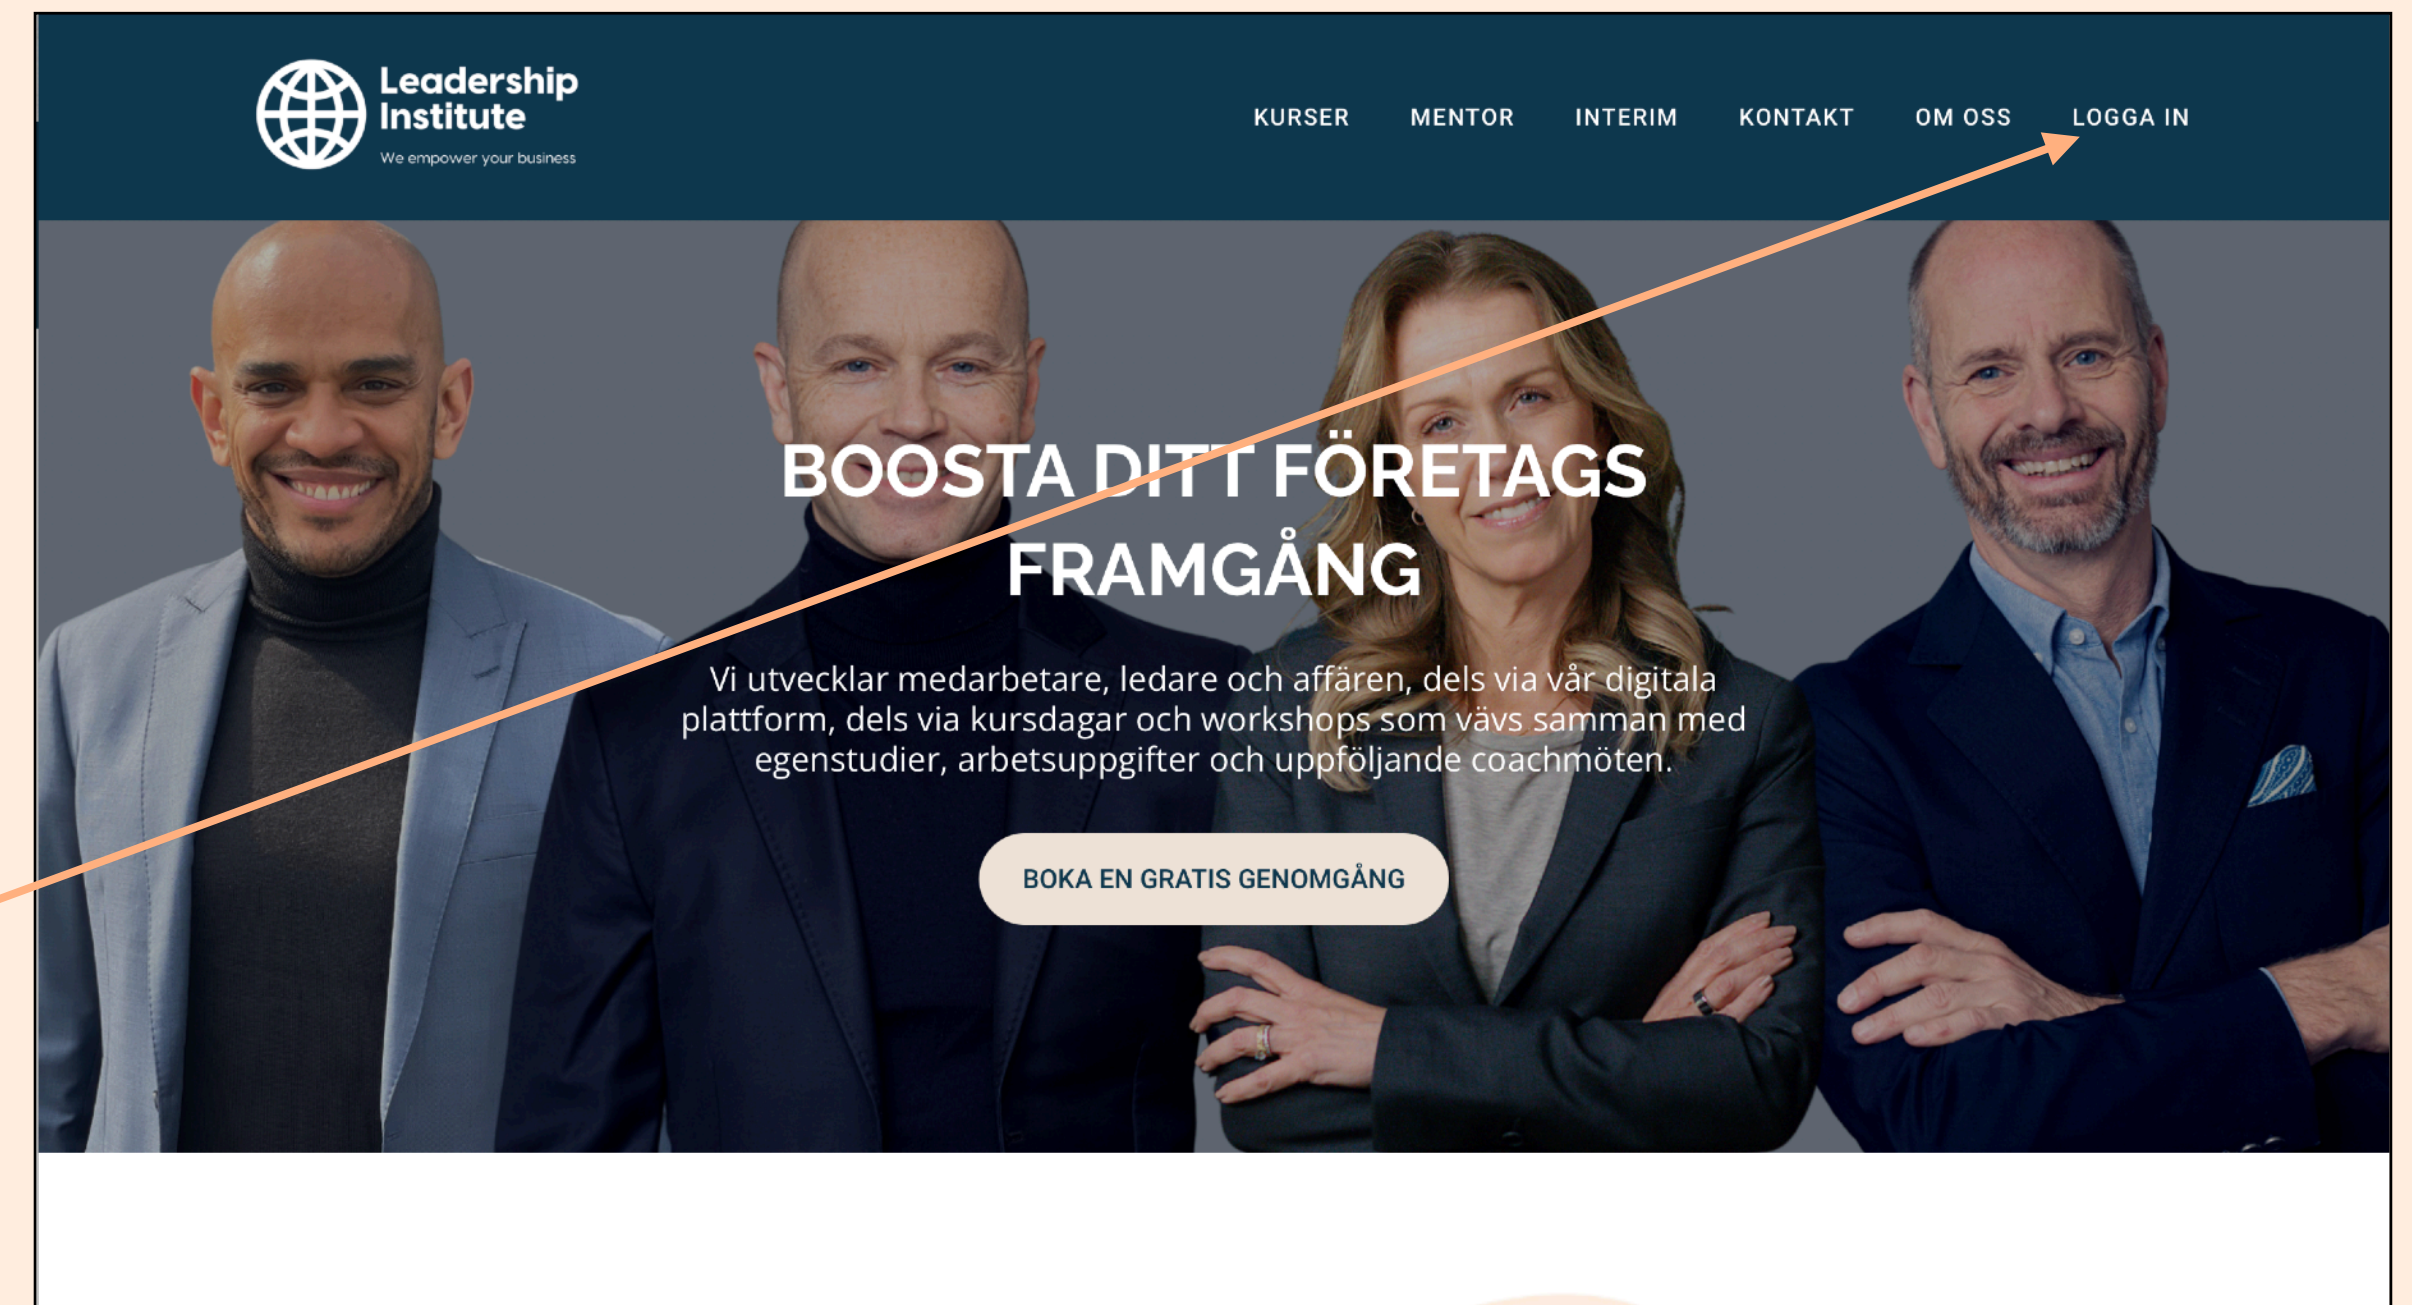 Leadership
Institute
We empower your business
KURSER MENTOR INTERIM KONTAKT OM OSS LOGGA IN
BOOSTA DITT FÖRETAGS
FRAMGÅNG
Vi utvecklar medarbetare, ledare och affären, dels via vår digitala
plattform, dels via kursdagar och workshops som vävs samman med
egenstudier, arbetsuppgifter och uppföljande coachmöten.
BOKA EN GRATIS GENOMGÅNG